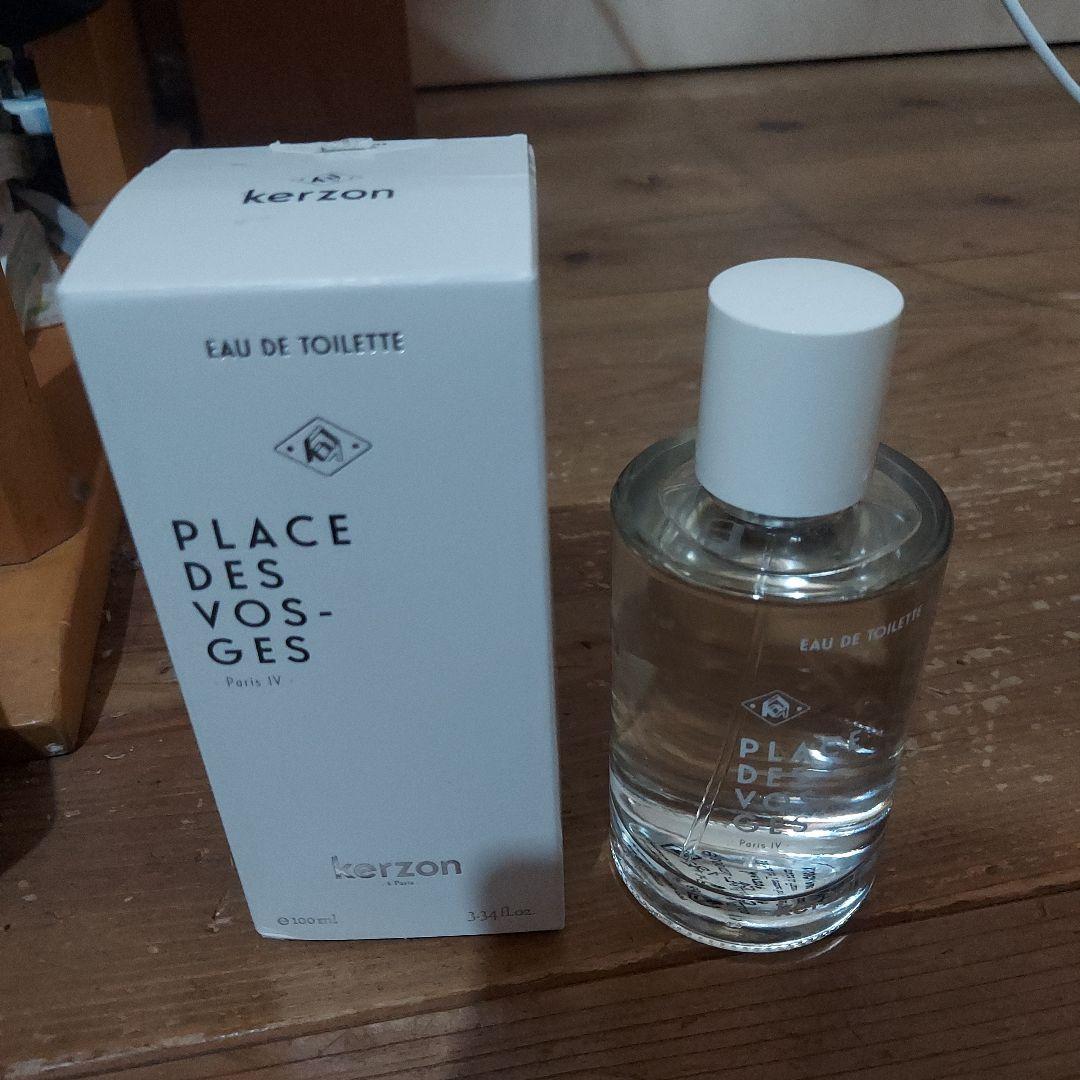 kerzon
EAU DE TOILETTE
PLACE
DES
VOS-
GES
Paris IV
kerzon
à Paris
℮100 ml
3.34 fl.oz.
EAU DE TOILETTE
PLACE
DES
VOS-
GES
Paris IV